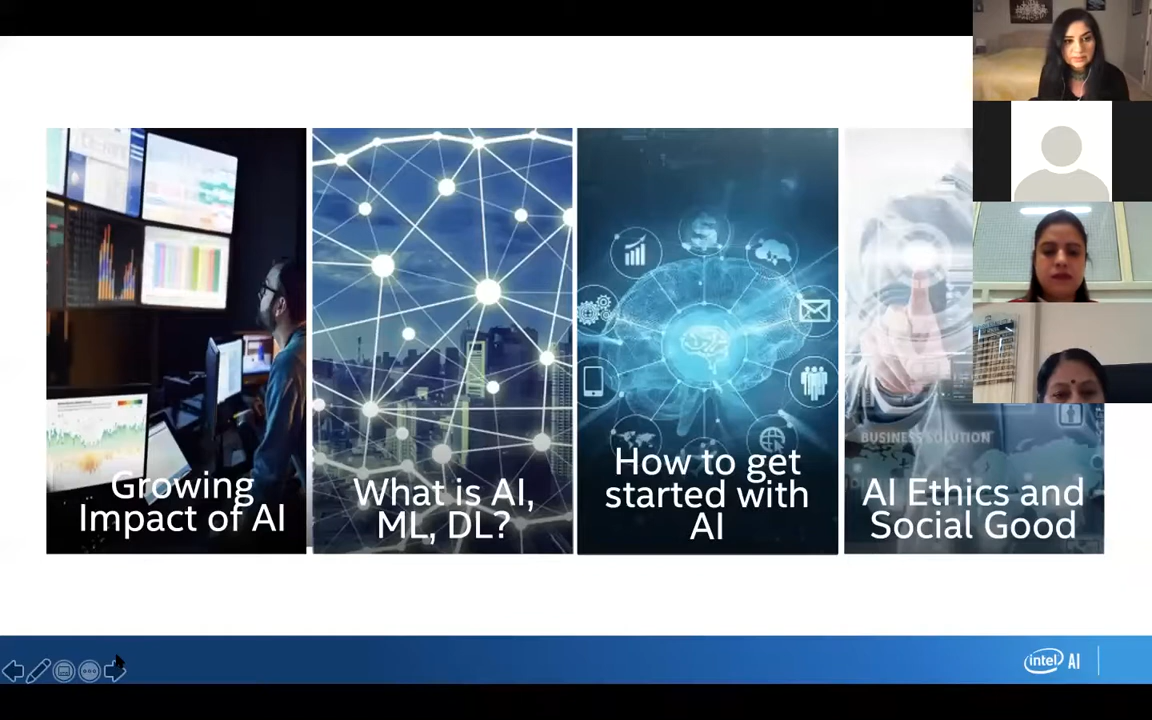 Growing
Impact of AI
What is AI,
ML, DL?
How to get
started with
AI
BUSINESS SOLUTION
AI Ethics and
Social Good
intel AI